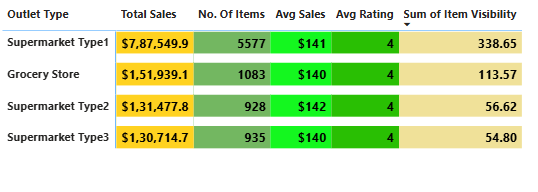 Outlet Type Total Sales No. Of Items Avg Sales Avg Rating Sum of Item Visibility
Supermarket Type1 $7,87,549.9 5577 $141 4 338.65
Grocery Store $1,51,939.1 1083 $140 4 113.57
Supermarket Type2 $1,31,477.8 928 $142 4 56.62
Supermarket Type3 $1,30,714.7 935 $140 4 54.80